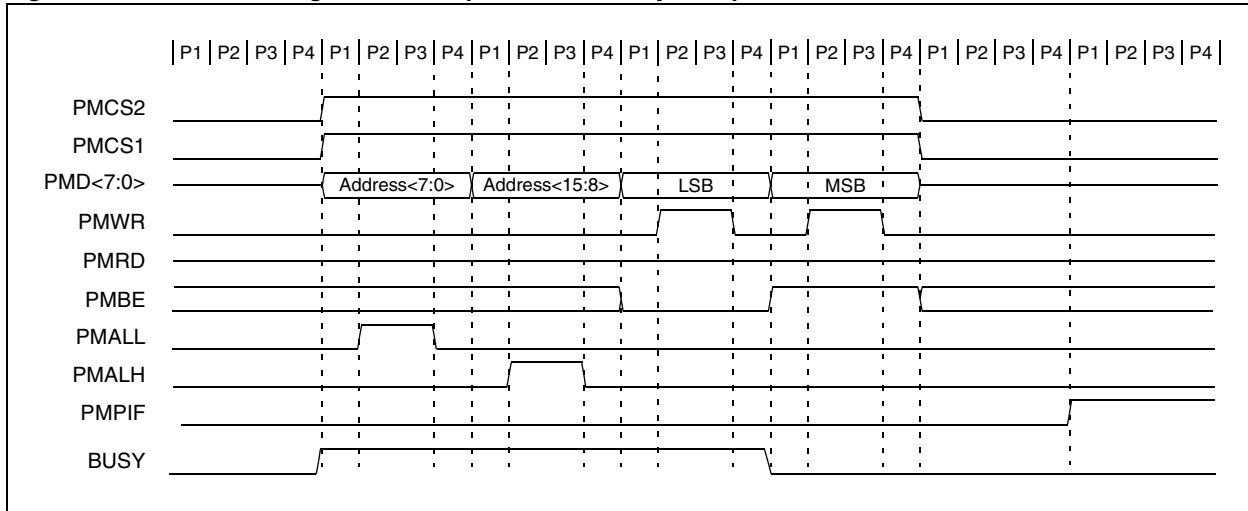 P1 P2 P3 P4 P1 P2 P3 P4 P1 P2 P3 P4 P1 P2 P3 P4 P1 P2 P3 P4 P1 P2 P3 P4 P1 P2 P3 P4
PMCS2
PMCS1
PMD<7:0> Address<7:0> Address<15:8> LSB MSB
PMWR
PMRD
PMBE
PMALL
PMALH
PMPIF
BUSY